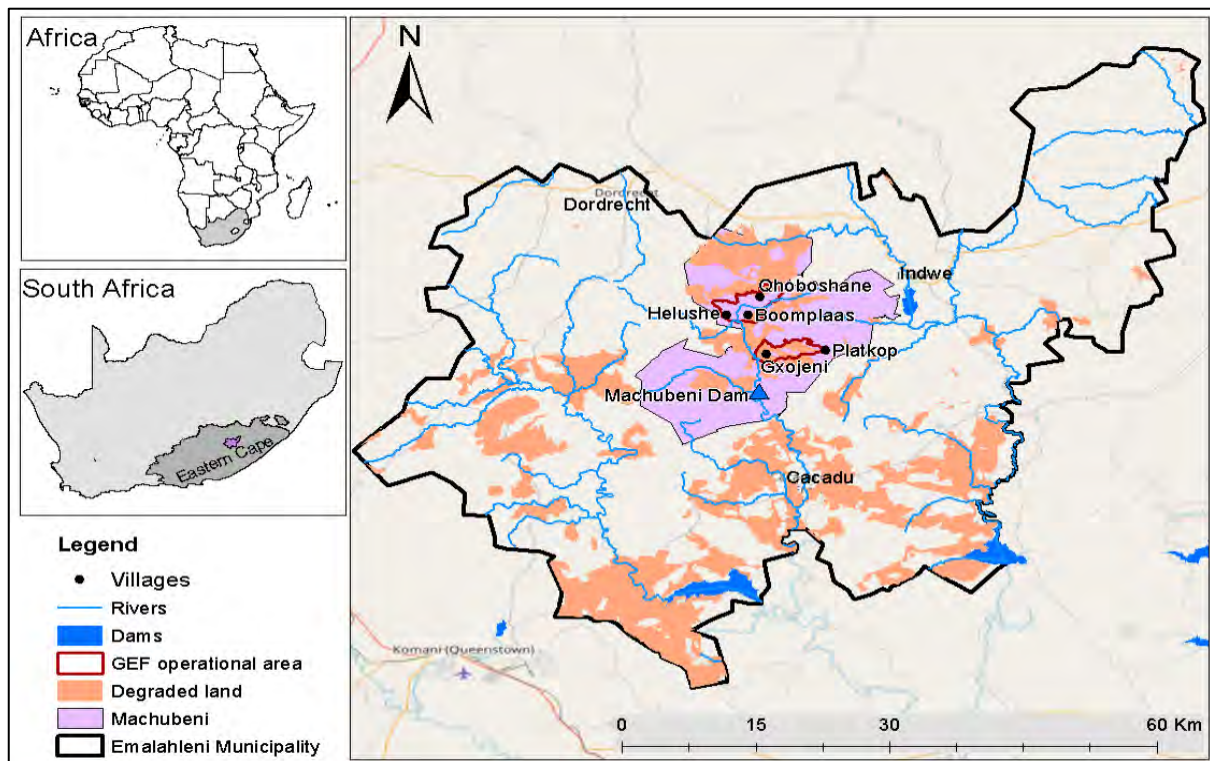 Africa
South Africa
Eastern Cape
Legend
Villages
Rivers
Dams
GEF operational area
Degraded land
Machubeni
Emalahleni Municipality
N
Dordrecht
Dordrecht
Indwe
Qhoboshane
Helushe
Boomplaas
Platkop
Gxojeni
Machubeni Dam
Cacadu
Komani (Queenstown)
0 15 30 60 Km